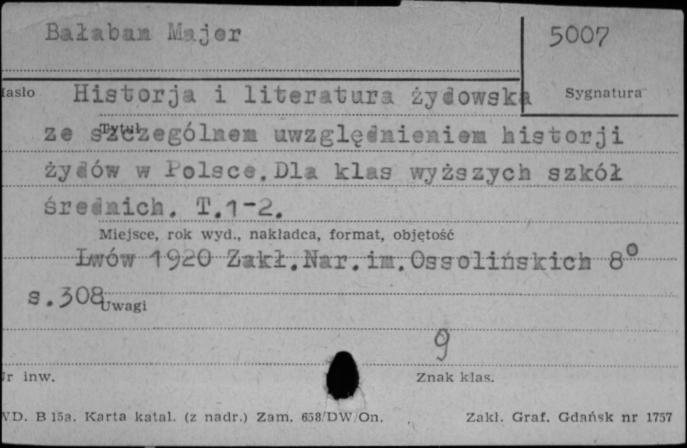 Bałaban Majer
5007
Hasło
Historja i literatura żydowska
Sygnatura
Tytuł
ze szczególnem uwzględnieniem historji
żydów w Polsce. Dla klas wyższych szkół
średnich. T.1-2.
Miejsce, rok wyd., nakładca, format, objętość
Lwów 1920 Zakł.Nar.im.Ossolińskich 8°
s.308
Uwagi
9
Nr inw.
Znak klas.
WD. B 15a. Karta katal. (z nadr.) Zam. 658/DW/On.
Zakł. Graf. Gdańsk nr 1757